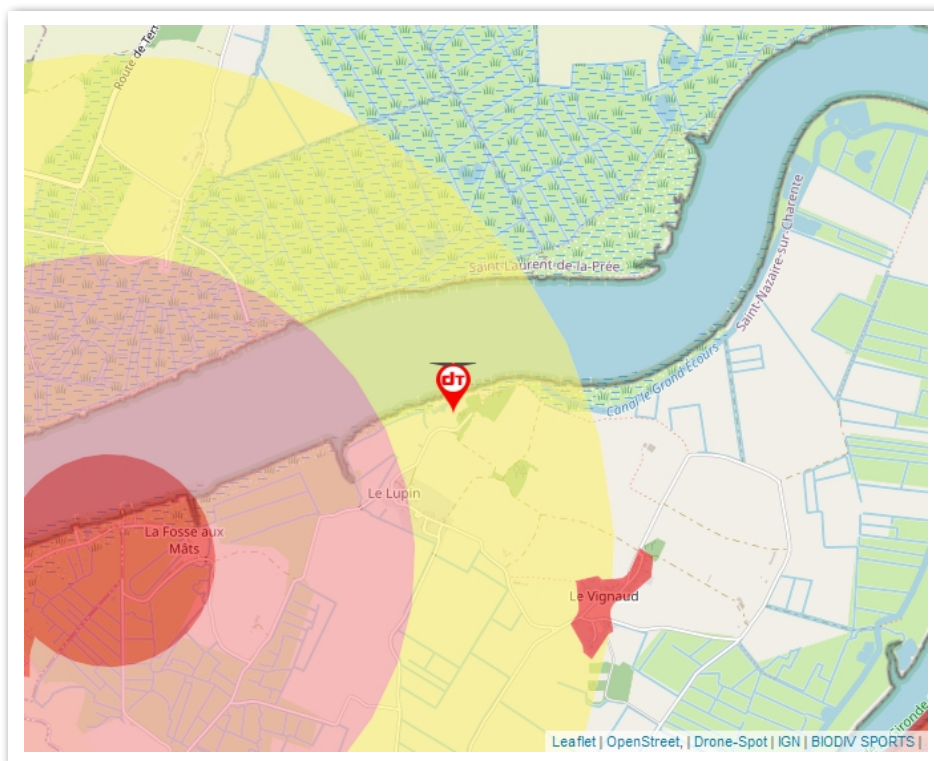 Route de Ter
Saint-Laurent-de-la-Prée
Saint-Nazaire-sur-Charente
Canal le Grand Écours
dT
Le Lupin
La Fosse aux
Mâts
Le Vignaud
Gironde
Leaflet | OpenStreet, | Drone-Spot | IGN | BIODIV SPORTS |